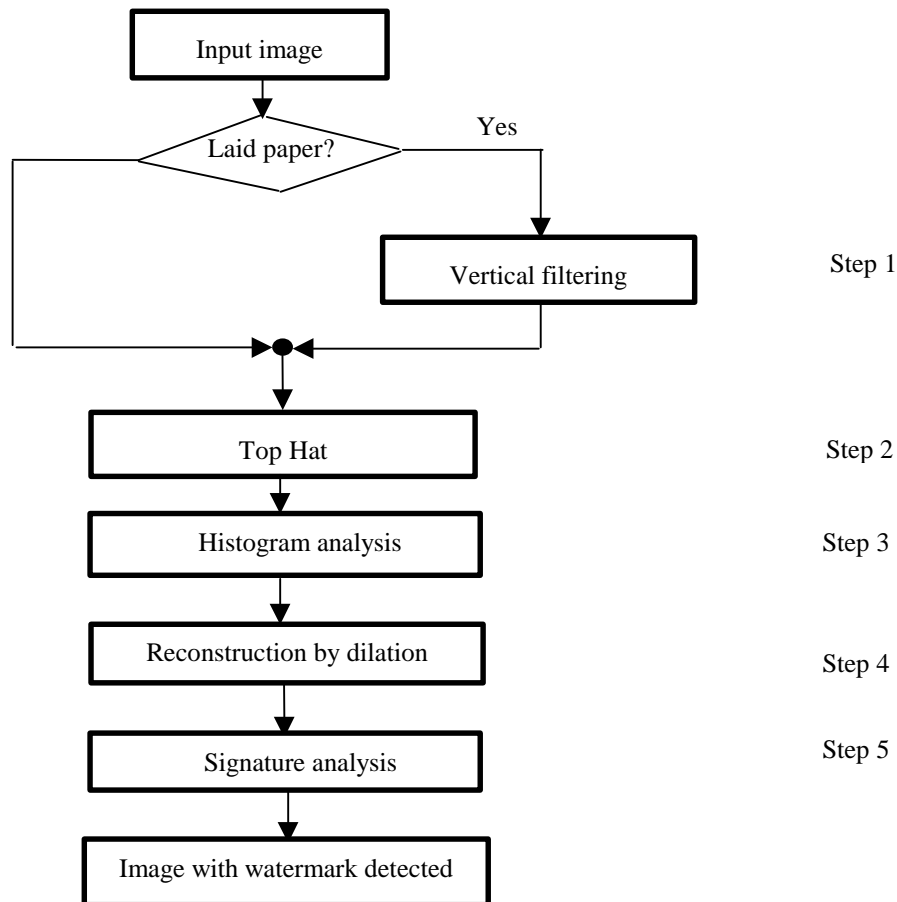 Input image
Yes
Laid paper?
Vertical filtering
Step 1
Top Hat
Step 2
Histogram analysis
Step 3
Reconstruction by dilation
Step 4
Signature analysis
Step 5
Image with watermark detected